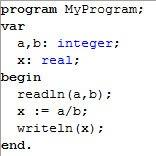 program MyProgram;
var
  a,b: integer;
  x: real;
begin
  readln(a,b);
  x := a/b;
  writeln(x);
end.